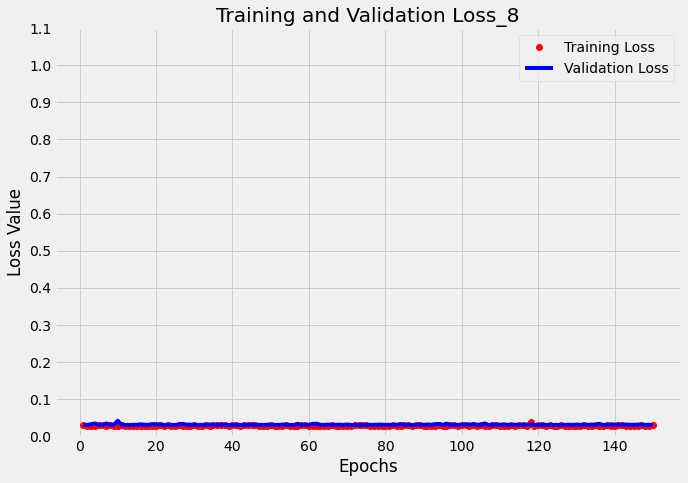 Training and Validation Loss_8
1.1
1.0
0.9
0.8
0.7
0.6
0.5
0.4
0.3
0.2
0.1
0.0
Loss Value
Training Loss
Validation Loss
0 20 40 60 80 100 120 140
Epochs